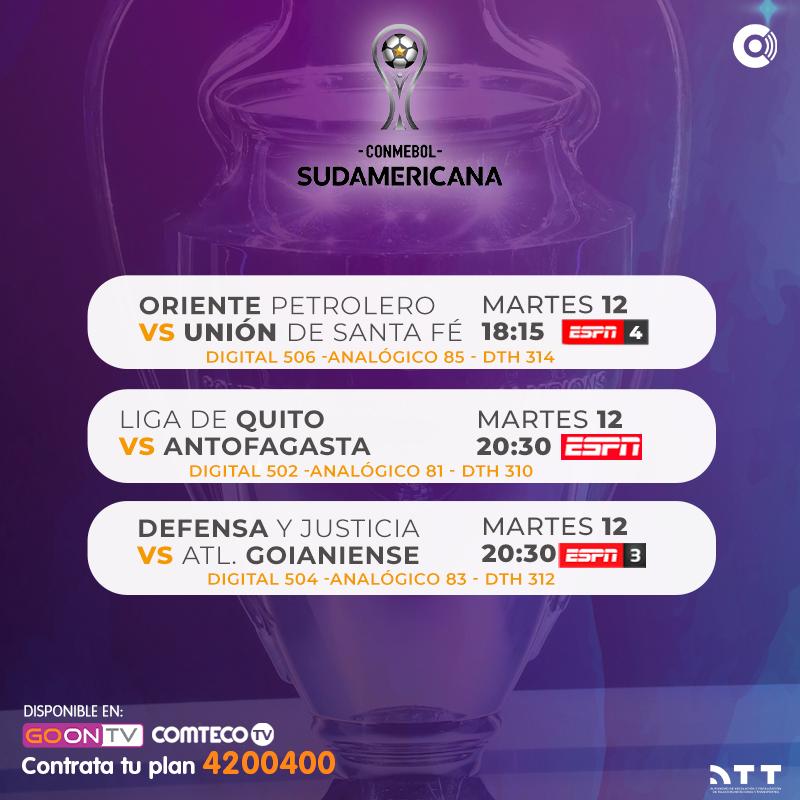 -CONMEBOL-
SUDAMERICANA
ORIENTE PETROLERO
VS UNIÓN DE SANTA FÉ
MARTES 12
18:15 ESPN 4
DIGITAL 506 -ANALÓGICO 85 - DTH 314
LIGA DE QUITO
VS ANTOFAGASTA
MARTES 12
20:30 ESPN
DIGITAL 502 -ANALÓGICO 81 - DTH 310
DEFENSA Y JUSTICIA
VS ATL. GOIANIENSE
MARTES 12
20:30 ESPN 3
DIGITAL 504 -ANALÓGICO 83 - DTH 312
DISPONIBLE EN:
GOONTV COMTECO TV
Contrata tu plan 4200400
ATT